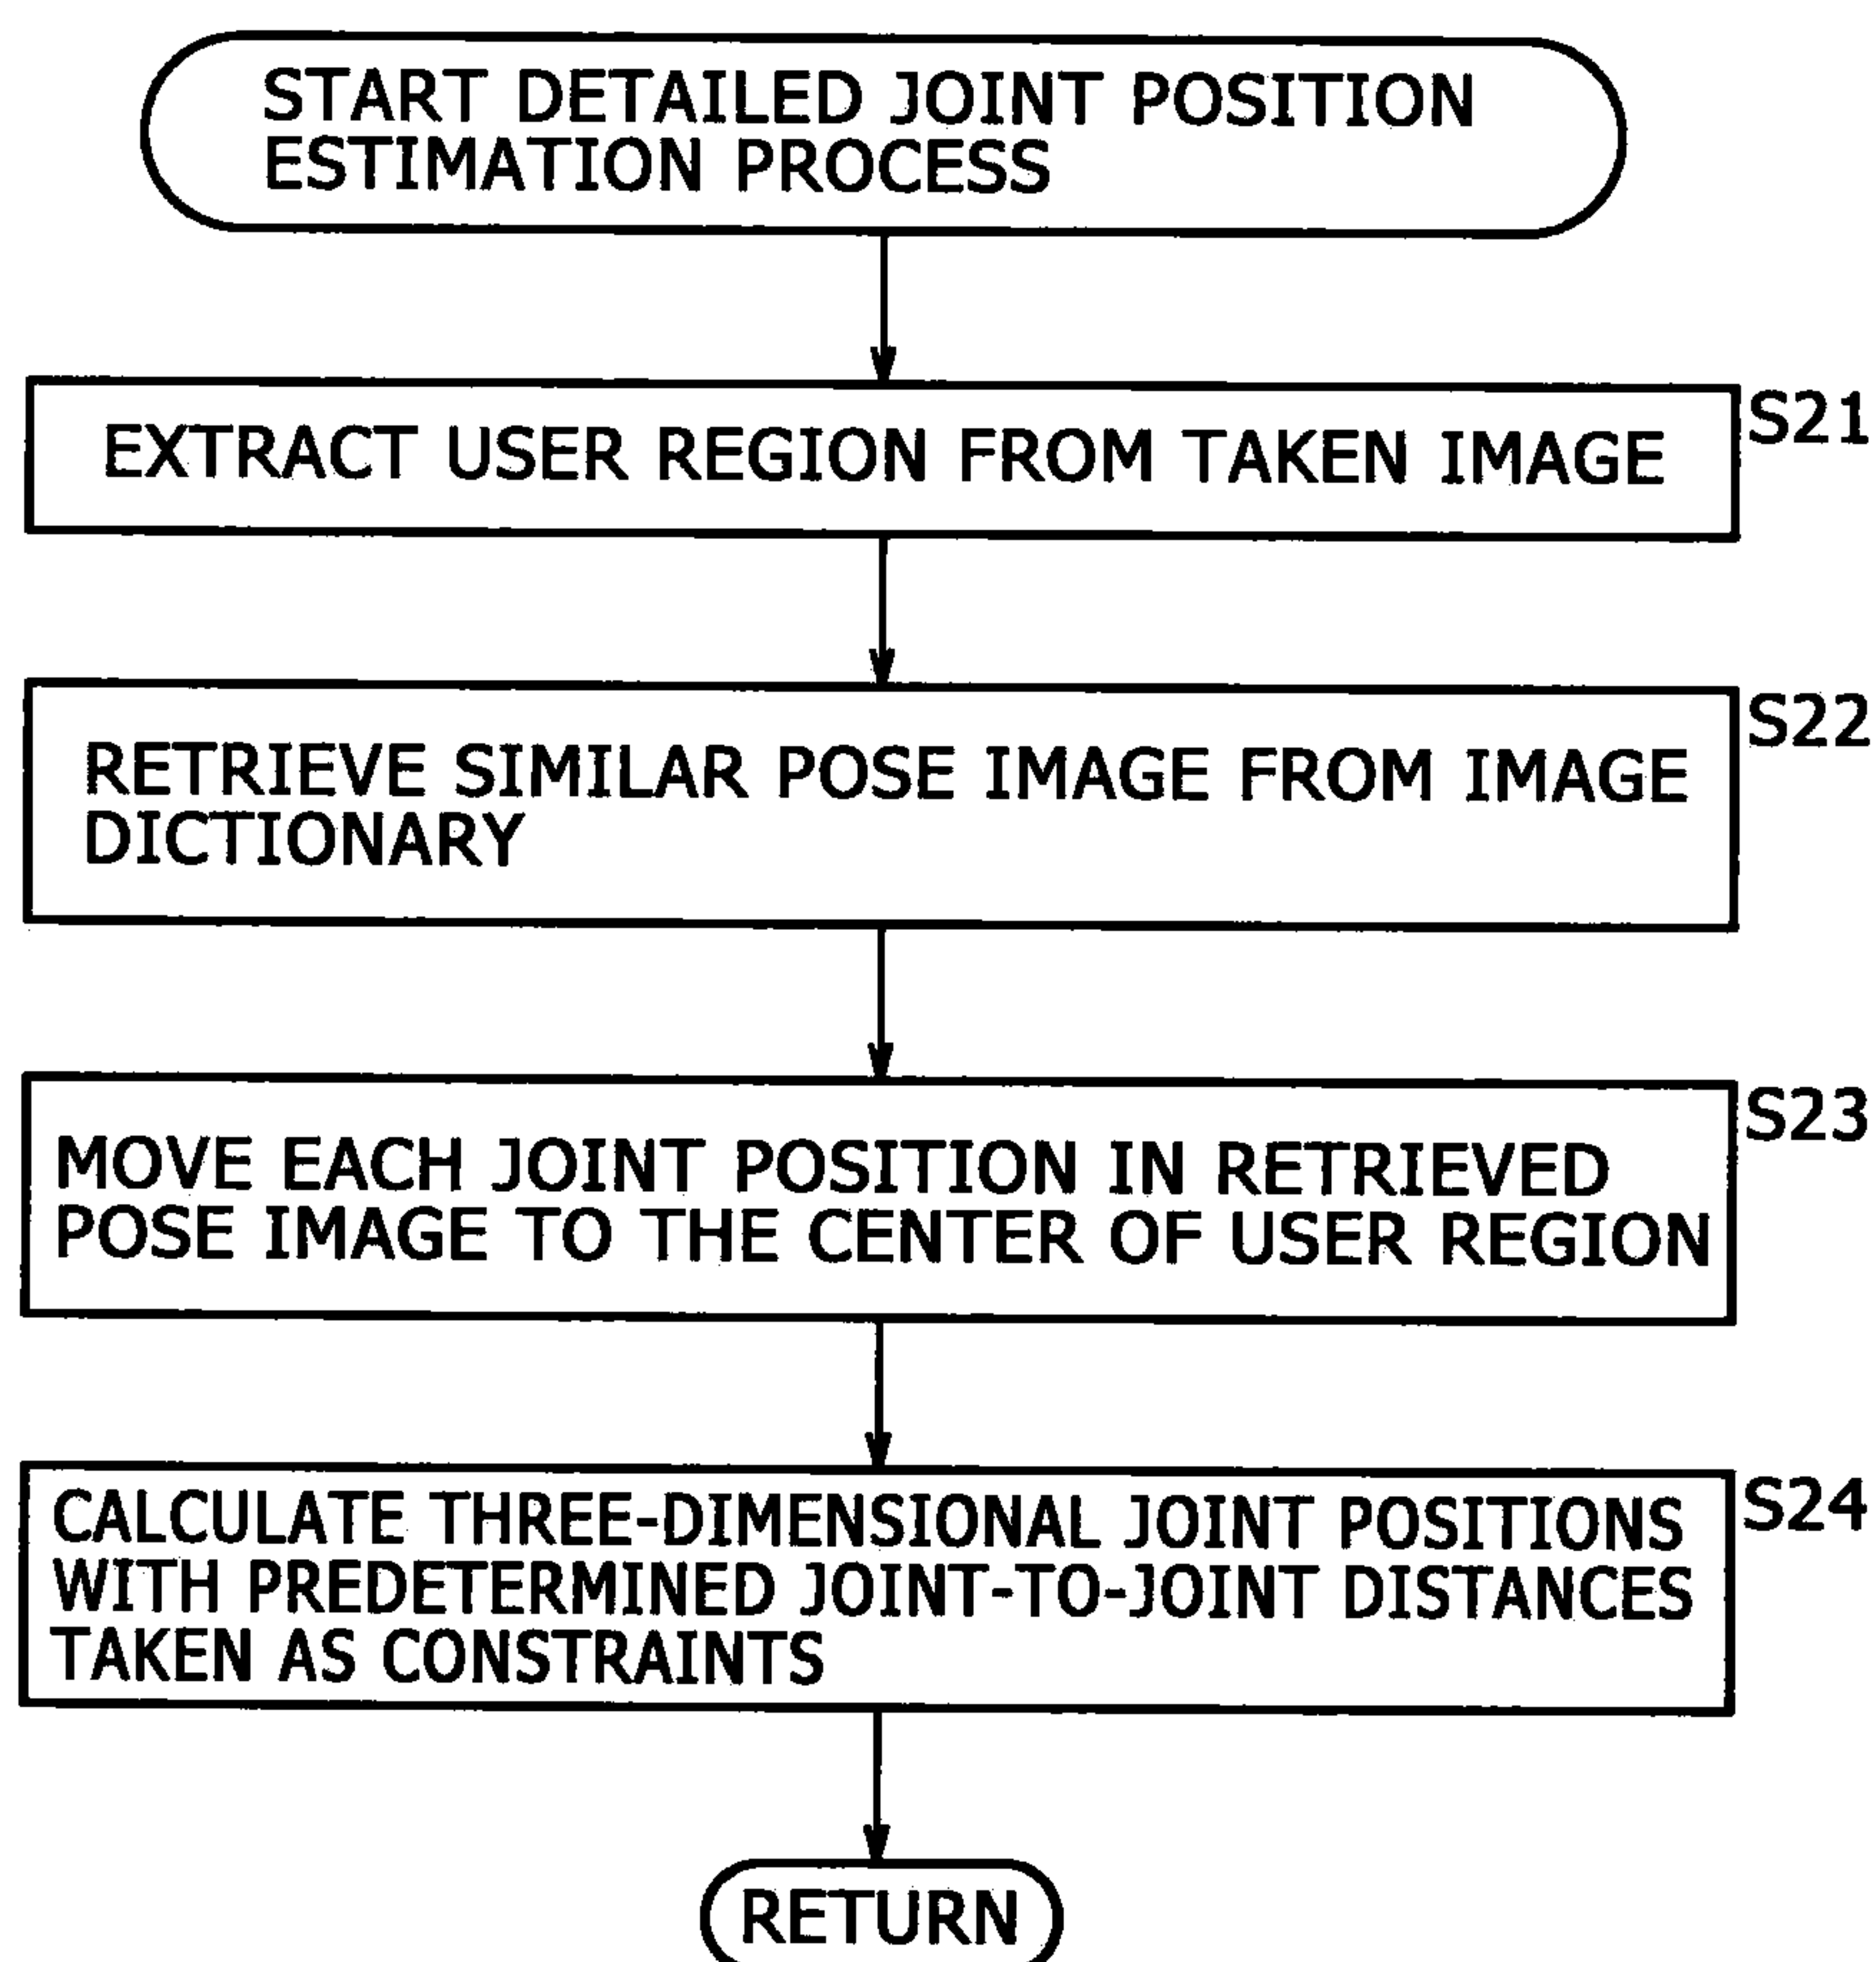 START DETAILED JOINT POSITION
ESTIMATION PROCESS
EXTRACT USER REGION FROM TAKEN IMAGE
S21
RETRIEVE SIMILAR POSE IMAGE FROM IMAGE
DICTIONARY
S22
MOVE EACH JOINT POSITION IN RETRIEVED
POSE IMAGE TO THE CENTER OF USER REGION
S23
CALCULATE THREE-DIMENSIONAL JOINT POSITIONS
WITH PREDETERMINED JOINT-TO-JOINT DISTANCES
TAKEN AS CONSTRAINTS
S24
RETURN